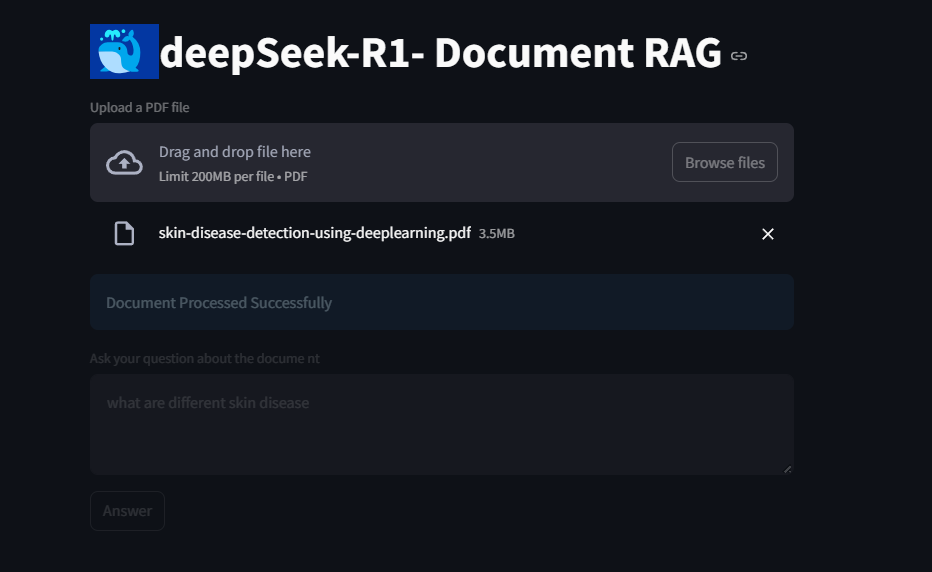 deepSeek-R1- Document RAG
Upload a PDF file
Drag and drop file here
Limit 200MB per file • PDF
Browse files
skin-disease-detection-using-deeplearning.pdf 3.5MB
Document Processed Successfully
Ask your question about the docume nt
what are different skin disease
Answer